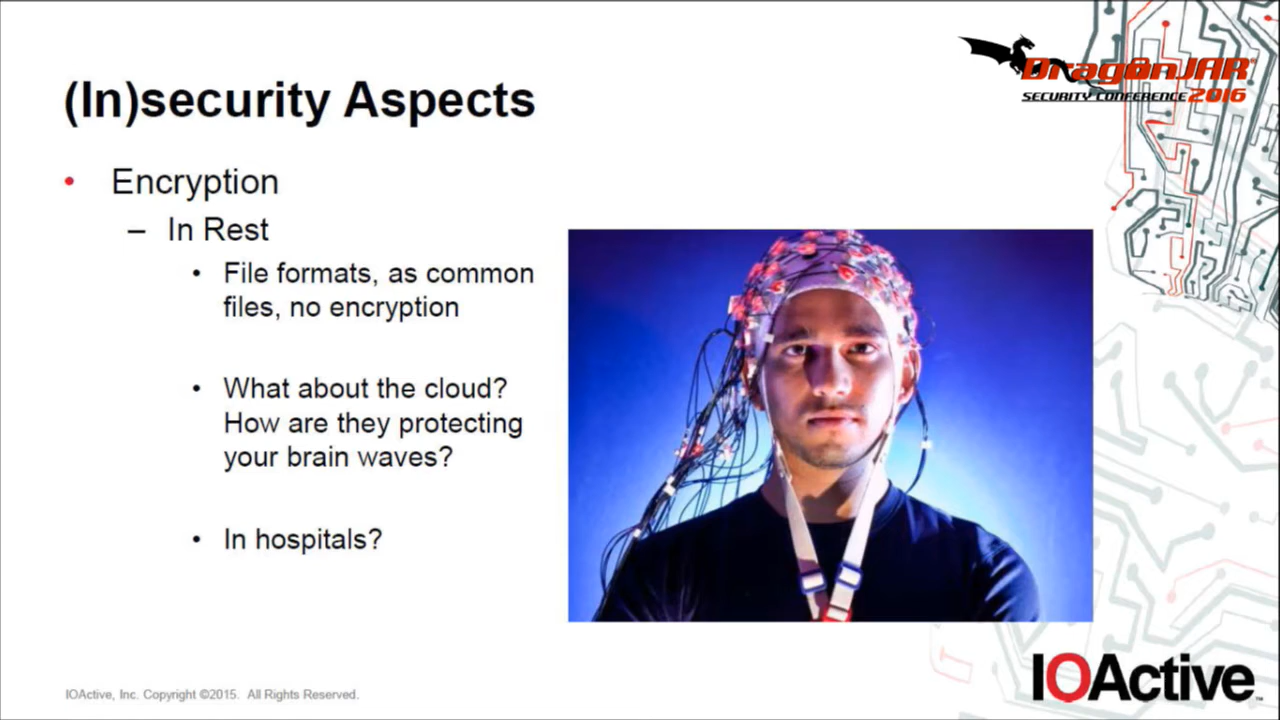 DragonJAR
SECURITY CONFERENCE 2016
(In)security Aspects
• Encryption
– In Rest
• File formats, as common
files, no encryption
• What about the cloud?
How are they protecting
your brain waves?
• In hospitals?
IOActive, Inc. Copyright ©2015. All Rights Reserved.
IOActive™